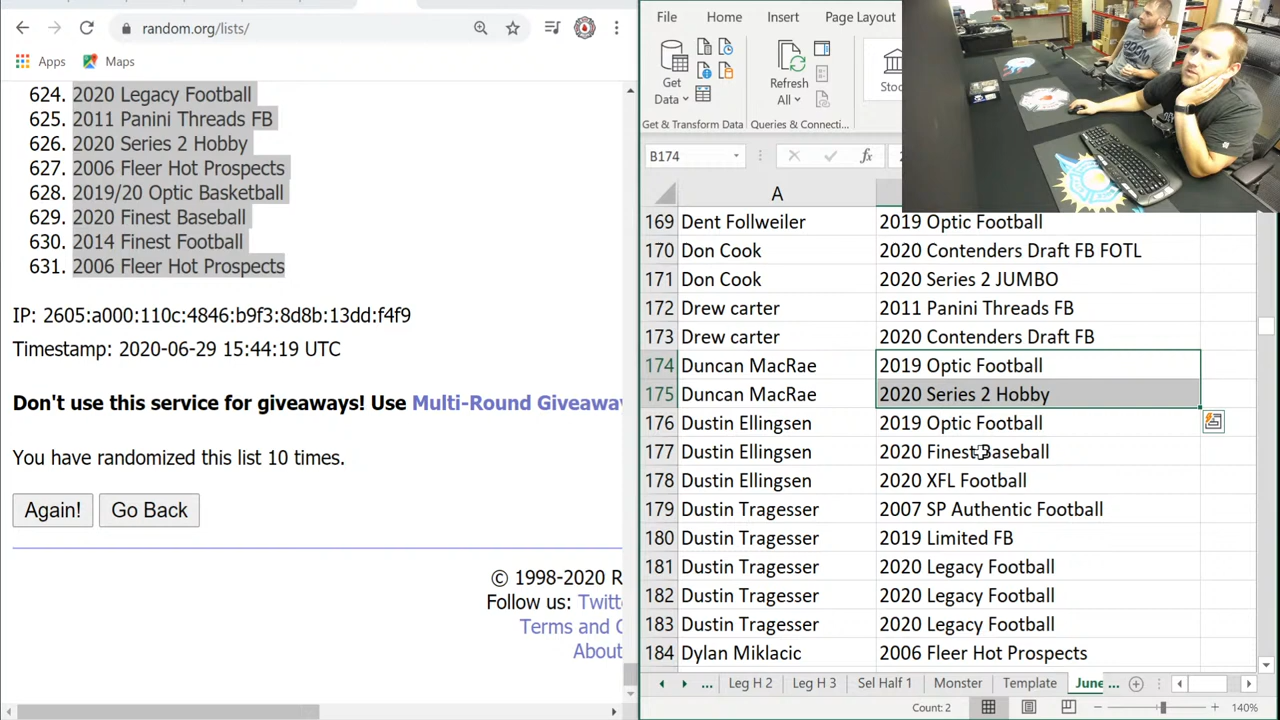 random.org/lists/
Apps Maps
624. 2020 Legacy Football
625. 2011 Panini Threads FB
626. 2020 Series 2 Hobby
627. 2006 Fleer Hot Prospects
628. 2019/20 Optic Basketball
629. 2020 Finest Baseball
630. 2014 Finest Football
631. 2006 Fleer Hot Prospects
IP: 2605:a000:110c:4846:b9f3:8d8b:13dd:f4f9
Timestamp: 2020-06-29 15:44:19 UTC
Don't use this service for giveaways! Use Multi-Round Giveaway
You have randomized this list 10 times.
Again! Go Back
© 1998-2020 R
Follow us: Twitt
Terms and C
About
File Home Insert Page Layout
Get Data
Refresh All
Stoc
Get & Transform Data Queries & Connecti...
B174 fx
A
169 Dent Follweiler 2019 Optic Football
170 Don Cook 2020 Contenders Draft FB FOTL
171 Don Cook 2020 Series 2 JUMBO
172 Drew carter 2011 Panini Threads FB
173 Drew carter 2020 Contenders Draft FB
174 Duncan MacRae 2019 Optic Football
175 Duncan MacRae 2020 Series 2 Hobby
176 Dustin Ellingsen 2019 Optic Football
177 Dustin Ellingsen 2020 Finest Baseball
178 Dustin Ellingsen 2020 XFL Football
179 Dustin Tragesser 2007 SP Authentic Football
180 Dustin Tragesser 2019 Limited FB
181 Dustin Tragesser 2020 Legacy Football
182 Dustin Tragesser 2020 Legacy Football
183 Dustin Tragesser 2020 Legacy Football
184 Dylan Miklacic 2006 Fleer Hot Prospects
... Leg H 2 Leg H 3 Sel Half 1 Monster Template June ...
Count: 2 140%